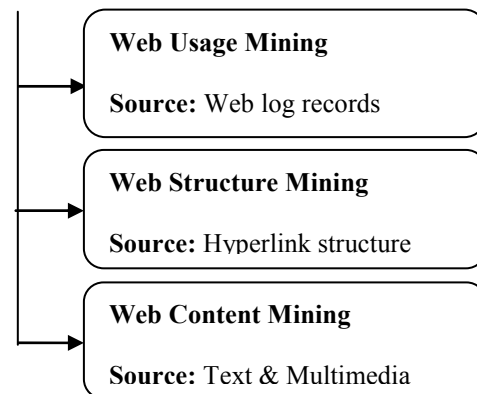 Web Usage Mining
Source: Web log records
Web Structure Mining
Source: Hyperlink structure
Web Content Mining
Source: Text & Multimedia